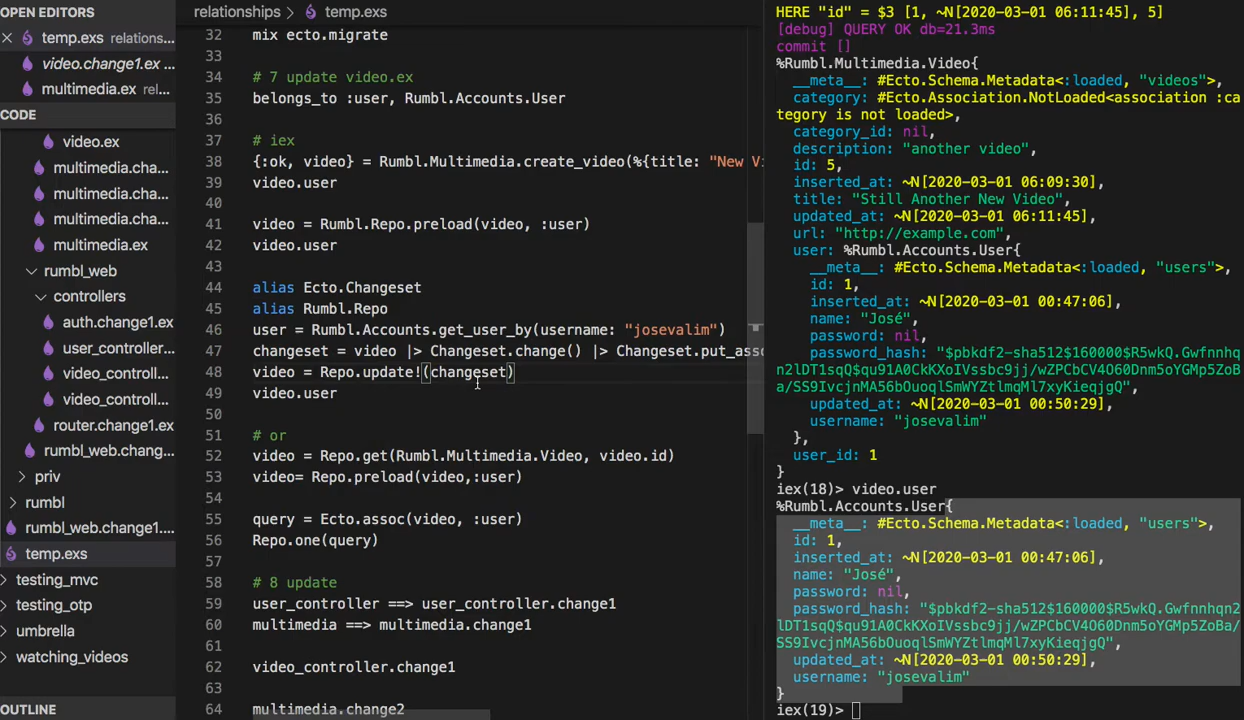 OPEN EDITORS
temp.exs relations...
video.change1.ex ...
multimedia.ex rel...
CODE
video.ex
multimedia.cha...
multimedia.cha...
multimedia.cha...
multimedia.ex
rumbl_web
controllers
auth.change1.ex
user_controller...
video_controll...
video_controll...
router.change1.ex
rumbl_web.chang...
priv
rumbl
rumbl_web.change1....
temp.exs
testing_mvc
testing_otp
umbrella
watching_videos
OUTLINE
relationships > temp.exs
32 mix ecto.migrate
33
34 # 7 update video.ex
35 belongs_to :user, Rumbl.Accounts.User
36
37 # iex
38 {:ok, video} = Rumbl.Multimedia.create_video(%{title: "New Vi
39 video.user
40
41 video = Rumbl.Repo.preload(video, :user)
42 video.user
43
44 alias Ecto.Changeset
45 alias Rumbl.Repo
46 user = Rumbl.Accounts.get_user_by(username: "josevalim")
47 changeset = video |> Changeset.change() |> Changeset.put_asso
48 video = Repo.update!(changeset)
49 video.user
50
51 # or
52 video = Repo.get(Rumbl.Multimedia.Video, video.id)
53 video= Repo.preload(video,:user)
54
55 query = Ecto.assoc(video, :user)
56 Repo.one(query)
57
58 # 8 update
59 user_controller ==> user_controller.change1
60 multimedia ==> multimedia.change1
61
62 video_controller.change1
63
64 multimedia.change2
HERE "id" = $3 [1, ~N[2020-03-01 06:11:45], 5]
[debug] QUERY OK db=21.3ms
commit []
%Rumbl.Multimedia.Video{
__meta__: #Ecto.Schema.Metadata<:loaded, "videos">,
category: #Ecto.Association.NotLoaded<association :ca
tegory is not loaded>,
category_id: nil,
description: "another video",
id: 5,
inserted_at: ~N[2020-03-01 06:09:30],
title: "Still Another New Video",
updated_at: ~N[2020-03-01 06:11:45],
url: "http://example.com",
user: %Rumbl.Accounts.User{
__meta__: #Ecto.Schema.Metadata<:loaded, "users">,
id: 1,
inserted_at: ~N[2020-03-01 00:47:06],
name: "José",
password: nil,
password_hash: "$pbkdf2-sha512$160000$R5wkQ.Gwfnnhq
n2lDT1sqQ$qu91A0CkKXoIVssbc9jj/wZPCbCV4O60Dnm5oYGMp5ZoB
a/SS9IvcjnMA56bOuoqlSmWYZtlmqMl7xyKieqjgQ",
updated_at: ~N[2020-03-01 00:50:29],
username: "josevalim"
},
user_id: 1
}
iex(18)> video.user
%Rumbl.Accounts.User{
__meta__: #Ecto.Schema.Metadata<:loaded, "users">,
id: 1,
inserted_at: ~N[2020-03-01 00:47:06],
name: "José",
password: nil,
password_hash: "$pbkdf2-sha512$160000$R5wkQ.Gwfnnhqn2
lDT1sqQ$qu91A0CkKXoIVssbc9jj/wZPCbCV4O60Dnm5oYGMp5ZoBa/
SS9IvcjnMA56bOuoqlSmWYZtlmqMl7xyKieqjgQ",
updated_at: ~N[2020-03-01 00:50:29],
username: "josevalim"
}
iex(19)>